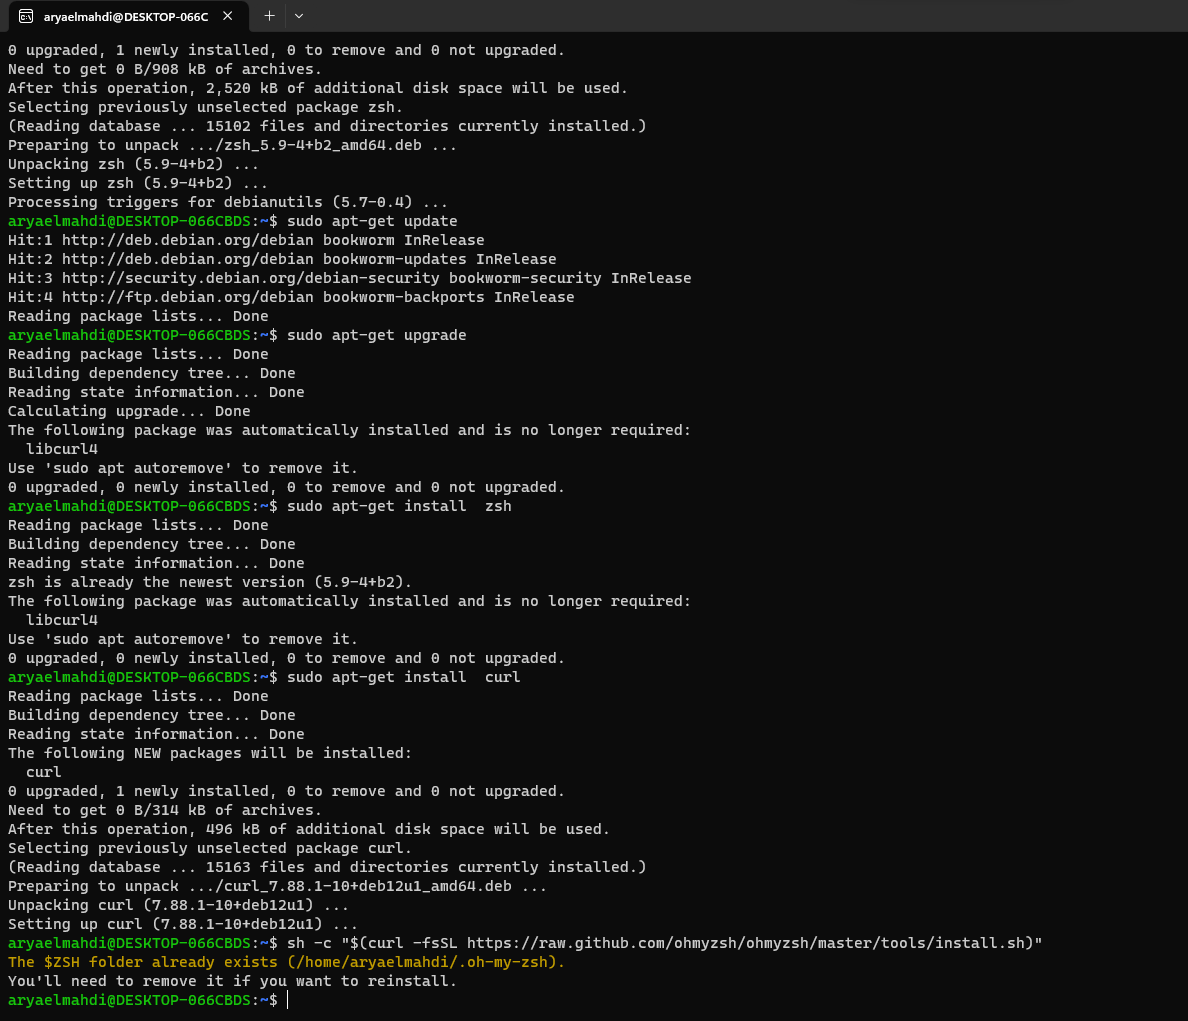 aryaelmahdi@DESKTOP-066C
0 upgraded, 1 newly installed, 0 to remove and 0 not upgraded.
Need to get 0 B/908 kB of archives.
After this operation, 2,520 kB of additional disk space will be used.
Selecting previously unselected package zsh.
(Reading database ... 15102 files and directories currently installed.)
Preparing to unpack .../zsh_5.9-4+b2_amd64.deb ...
Unpacking zsh (5.9-4+b2) ...
Setting up zsh (5.9-4+b2) ...
Processing triggers for debianutils (5.7-0.4) ...
aryaelmahdi@DESKTOP-066CBDS:~$ sudo apt-get update
Hit:1 http://deb.debian.org/debian bookworm InRelease
Hit:2 http://deb.debian.org/debian bookworm-updates InRelease
Hit:3 http://security.debian.org/debian-security bookworm-security InRelease
Hit:4 http://ftp.debian.org/debian bookworm-backports InRelease
Reading package lists... Done
aryaelmahdi@DESKTOP-066CBDS:~$ sudo apt-get upgrade
Reading package lists... Done
Building dependency tree... Done
Reading state information... Done
Calculating upgrade... Done
The following package was automatically installed and is no longer required:
  libcurl4
Use 'sudo apt autoremove' to remove it.
0 upgraded, 0 newly installed, 0 to remove and 0 not upgraded.
aryaelmahdi@DESKTOP-066CBDS:~$ sudo apt-get install  zsh
Reading package lists... Done
Building dependency tree... Done
Reading state information... Done
zsh is already the newest version (5.9-4+b2).
The following package was automatically installed and is no longer required:
  libcurl4
Use 'sudo apt autoremove' to remove it.
0 upgraded, 0 newly installed, 0 to remove and 0 not upgraded.
aryaelmahdi@DESKTOP-066CBDS:~$ sudo apt-get install  curl
Reading package lists... Done
Building dependency tree... Done
Reading state information... Done
The following NEW packages will be installed:
  curl
0 upgraded, 1 newly installed, 0 to remove and 0 not upgraded.
Need to get 0 B/314 kB of archives.
After this operation, 496 kB of additional disk space will be used.
Selecting previously unselected package curl.
(Reading database ... 15163 files and directories currently installed.)
Preparing to unpack .../curl_7.88.1-10+deb12u1_amd64.deb ...
Unpacking curl (7.88.1-10+deb12u1) ...
Setting up curl (7.88.1-10+deb12u1) ...
aryaelmahdi@DESKTOP-066CBDS:~$ sh -c "$(curl -fsSL https://raw.github.com/ohmyzsh/ohmyzsh/master/tools/install.sh)"
The $ZSH folder already exists (/home/aryaelmahdi/.oh-my-zsh).
You'll need to remove it if you want to reinstall.
aryaelmahdi@DESKTOP-066CBDS:~$